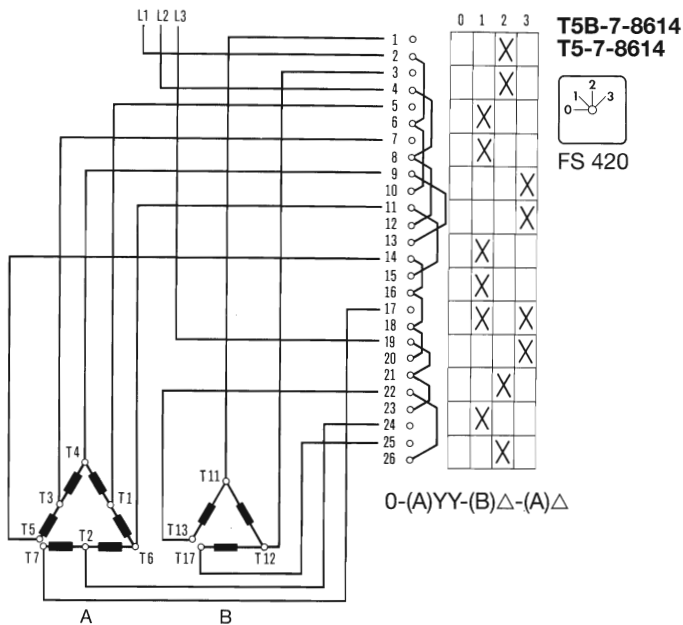 L1 L2 L3
0 1 2 3
T5B-7-8614
T5-7-8614
1
2
3
4
5
6
7
8
9
10
11
12
13
14
15
16
17
18
19
20
21
22
23
24
25
26
X
X
X
X
X
X
X
X
X X
X
X
X
X
2
1 3
0
FS 420
0-(A)YY-(B)△-(A)△
T4
T3 T1
T5 T2
T7 T6
T11
T13
T17 T12
A B